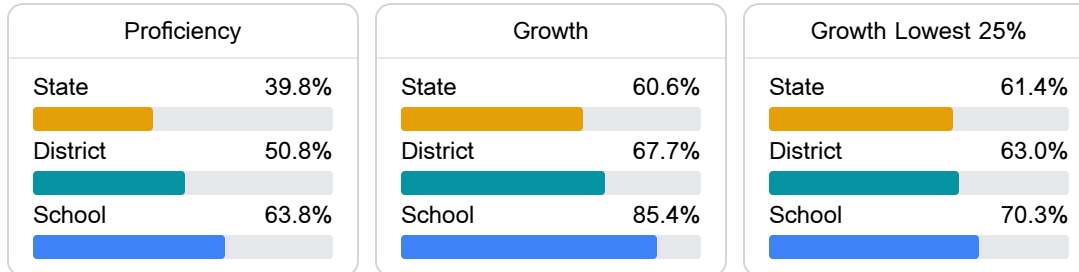 Proficiency
State 39.8%
District 50.8%
School 63.8%
Growth
State 60.6%
District 67.7%
School 85.4%
Growth Lowest 25%
State 61.4%
District 63.0%
School 70.3%